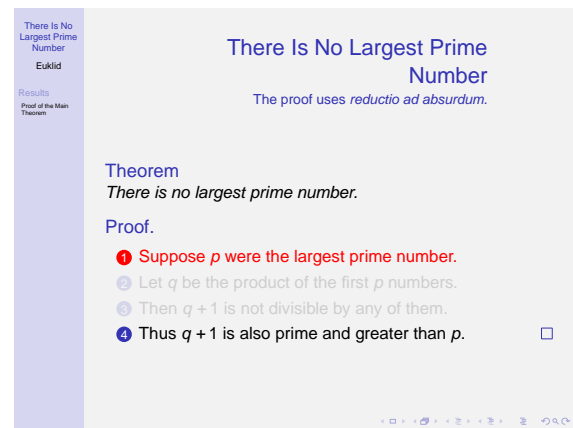 There Is No
Largest Prime
Number
Euklid
Results
Proof of the Main
Theorem
There Is No Largest Prime
Number
The proof uses reductio ad absurdum.
Theorem
There is no largest prime number.
Proof.
1 Suppose p were the largest prime number.
2 Let q be the product of the first p numbers.
3 Then q + 1 is not divisible by any of them.
4 Thus q + 1 is also prime and greater than p.